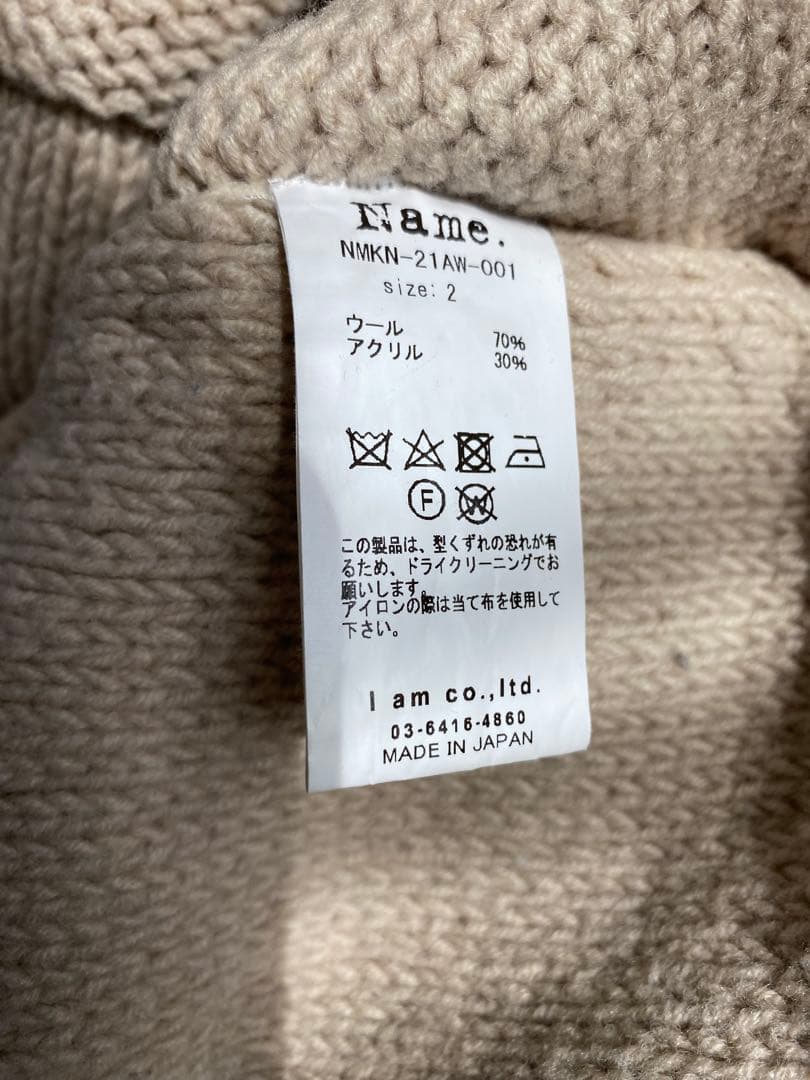 Name.
NMKN-21AW-001
size: 2
ウール 70%
アクリル 30%
F
W
この製品は、型くずれの恐れが有
るため、ドライクリーニングでお
願いします。
アイロンの際は当て布を使用して
下さい。
I am co.,ltd.
03-6416-4860
MADE IN JAPAN